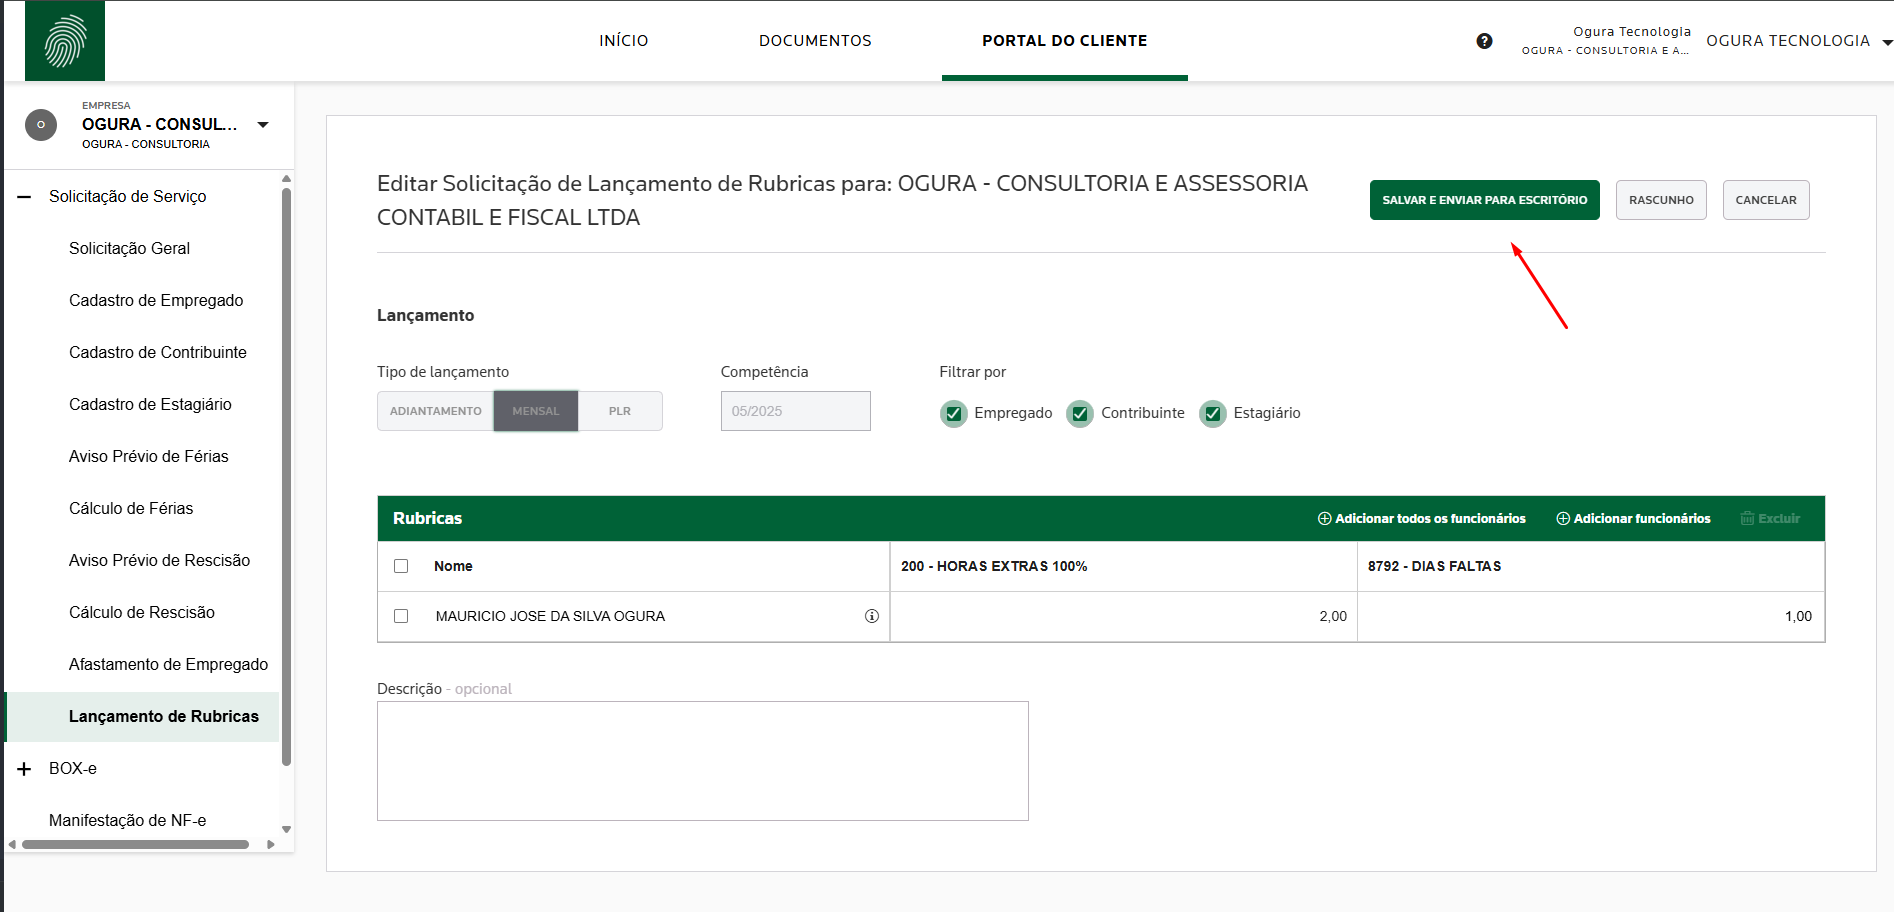 INÍCIO
DOCUMENTOS
PORTAL DO CLIENTE
?
Ogura Tecnologia
OGURA - CONSULTORIA E A...
OGURA TECNOLOGIA
O
EMPRESA
OGURA - CONSUL...
OGURA - CONSULTORIA
Solicitação de Serviço
Solicitação Geral
Cadastro de Empregado
Cadastro de Contribuinte
Cadastro de Estagiário
Aviso Prévio de Férias
Cálculo de Férias
Aviso Prévio de Rescisão
Cálculo de Rescisão
Afastamento de Empregado
Lançamento de Rubricas
BOX-e
Manifestação de NF-e
Editar Solicitação de Lançamento de Rubricas para: OGURA - CONSULTORIA E ASSESSORIA
CONTABIL E FISCAL LTDA
SALVAR E ENVIAR PARA ESCRITÓRIO
RASCUNHO
CANCELAR
Lançamento
Tipo de lançamento
ADIANTAMENTO
MENSAL
PLR
Competência
05/2025
Filtrar por
Empregado
Contribuinte
Estagiário
Rubricas
Adicionar todos os funcionários
Adicionar funcionários
Excluir
Nome
200 - HORAS EXTRAS 100%
8792 - DIAS FALTAS
MAURICIO JOSE DA SILVA OGURA
2,00
1,00
Descrição - opcional